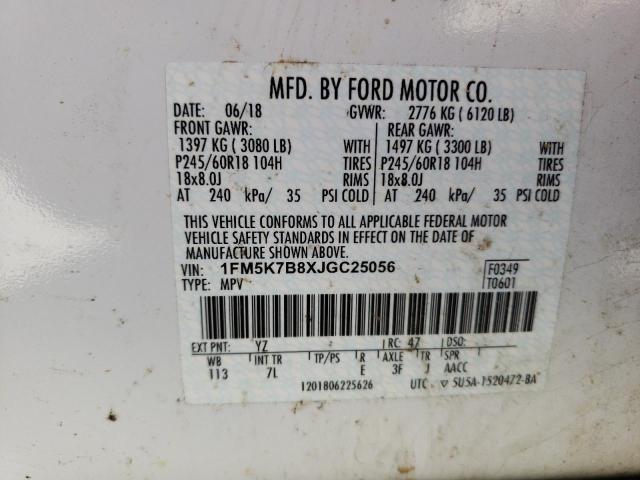 MFD. BY FORD MOTOR CO.
DATE: 06/18 GVWR: 2776 KG ( 6120 LB)
FRONT GAWR: REAR GAWR:
1397 KG ( 3080 LB) WITH 1497 KG ( 3300 LB) WITH
P245/60R18 104H TIRES P245/60R18 104H TIRES
18x8.0J RIMS 18x8.0J RIMS
AT 240 kPa/ 35 PSI COLD AT 240 kPa/ 35 PSI COLD
THIS VEHICLE CONFORMS TO ALL APPLICABLE FEDERAL MOTOR
VEHICLE SAFETY STANDARDS IN EFFECT ON THE DATE OF
MANUFACTURE SHOWN ABOVE.
VIN: 1FM5K7B8XJGC25056 F0349
TYPE: MPV T0601
EXT PNT: YZ RC: 47 DSO:
WB INT TR TP/PS R AXLE TR SPR
113 7L E 3F J AACC
I201806225626 UTC ▽ 5U5A-1520472-BA